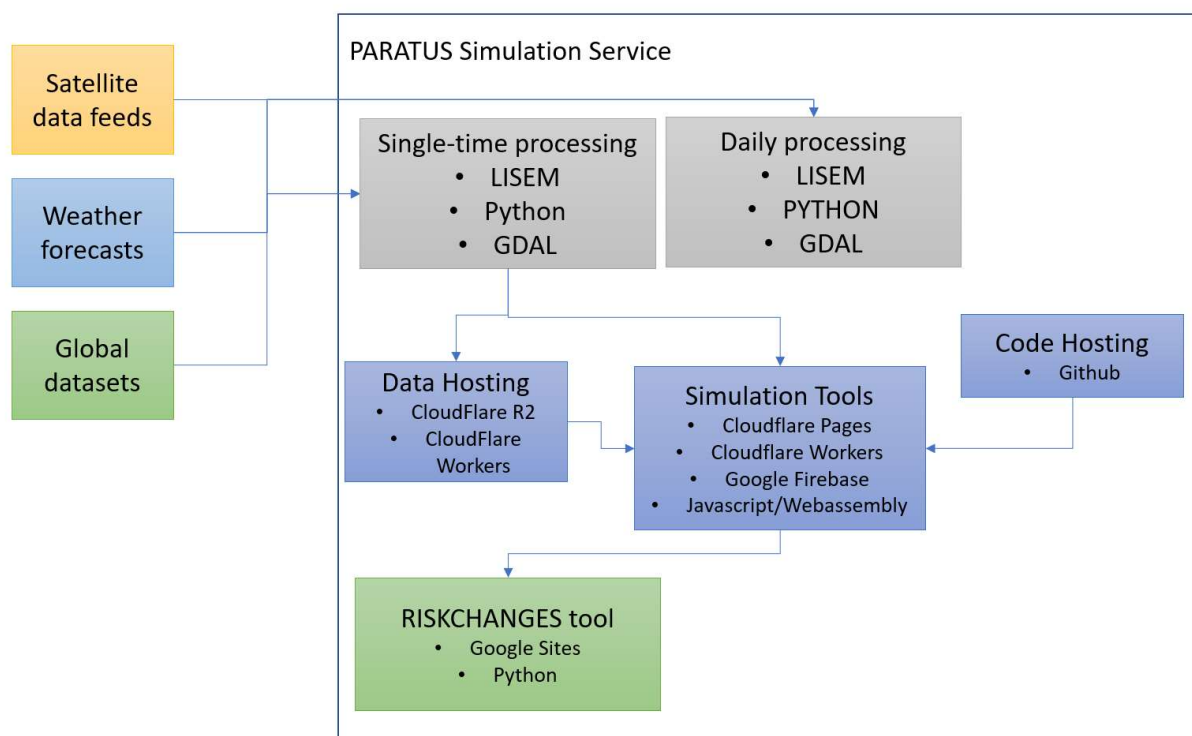 PARATUS Simulation Service
Satellite
data feeds
Weather
forecasts
Global
datasets
Single-time processing
• LISEM
• Python
• GDAL
Daily processing
• LISEM
• PYTHON
• GDAL
Data Hosting
• CloudFlare R2
• CloudFlare
Workers
Simulation Tools
• Cloudflare Pages
• Cloudflare Workers
• Google Firebase
• Javascript/Webassembly
Code Hosting
• Github
RISKCHANGES tool
• Google Sites
• Python